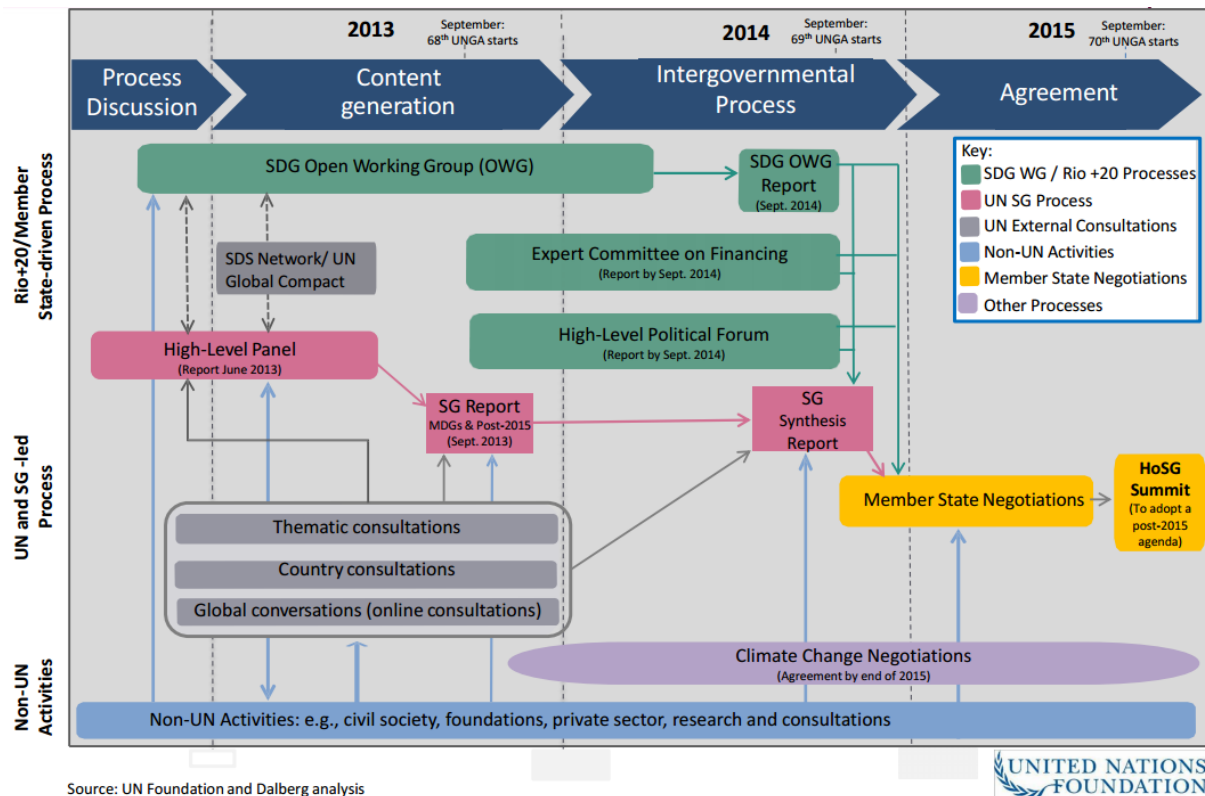 2013
September:
68th UNGA starts
2014
September:
69th UNGA starts
2015
September:
70th UNGA starts
Process
Discussion
Content
generation
Intergovernmental
Process
Agreement
Rio+20/Member
State-driven Process
UN and SG -led
Process
Non-UN
Activities
SDG Open Working Group (OWG)
SDG OWG
Report
(Sept. 2014)
Key:
SDG WG / Rio +20 Processes
UN SG Process
UN External Consultations
Non-UN Activities
Member State Negotiations
Other Processes
SDS Network/ UN
Global Compact
Expert Committee on Financing
(Report by Sept. 2014)
High-Level Political Forum
(Report by Sept. 2014)
High-Level Panel
(Report June 2013)
SG Report
MDGs & Post-2015
(Sept. 2013)
SG
Synthesis
Report
Member State Negotiations
HoSG
Summit
(To adopt a
post-2015
agenda)
Thematic consultations
Country consultations
Global conversations (online consultations)
Climate Change Negotiations
(Agreement by end of 2015)
Non-UN Activities: e.g., civil society, foundations, private sector, research and consultations
Source: UN Foundation and Dalberg analysis
UNITED NATIONS
FOUNDATION